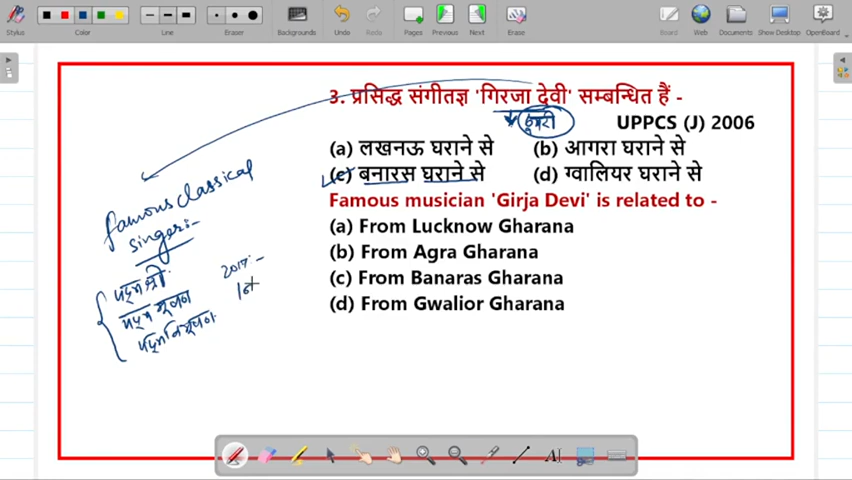 Stylus
Color
Line
Eraser
Backgrounds
Undo
Redo
Pages
Previous
Next
Erase
Board
Web
Documents
Show Desktop
OpenBoard
3. प्रसिद्ध संगीतज्ञ 'गिरजा देवी' सम्बन्धित हैं -
ठुमरी
UPPCS (J) 2006
(a) लखनऊ घराने से (b) आगरा घराने से
(c) बनारस घराने से (d) ग्वालियर घराने से
Famous musician 'Girja Devi' is related to -
(a) From Lucknow Gharana
(b) From Agra Gharana
(c) From Banaras Gharana
(d) From Gwalior Gharana
famous classical
singer:-
पद्म श्री
पद्म भूषण
पद्म विभूषण
2017 -